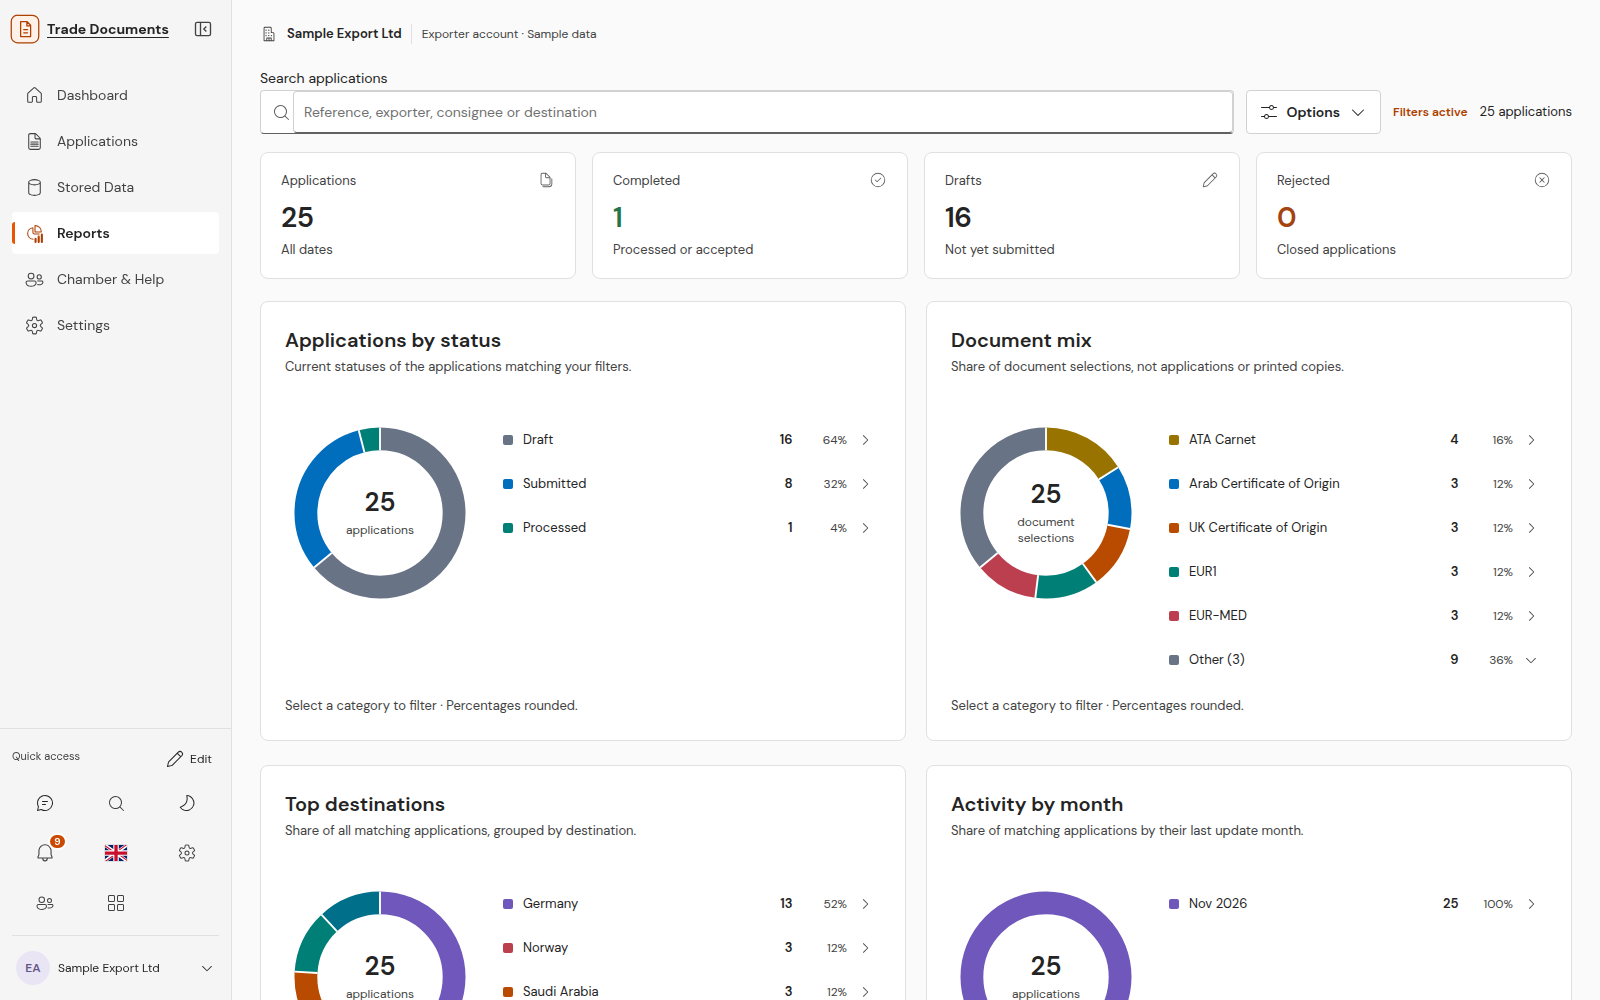 Trade Documents
Dashboard
Applications
Stored Data
Reports
Chamber & Help
Settings
Quick access
Edit
9
EA
Sample Export Ltd
Sample Export Ltd
Exporter account · Sample data
Search applications
Reference, exporter, consignee or destination
Options
Filters active
25 applications
Applications
25
All dates
Completed
1
Processed or accepted
Drafts
16
Not yet submitted
Rejected
0
Closed applications
Applications by status
Current statuses of the applications matching your filters.
25
applications
Draft 16 64%
Submitted 8 32%
Processed 1 4%
Select a category to filter · Percentages rounded.
Document mix
Share of document selections, not applications or printed copies.
25
document
selections
ATA Carnet 4 16%
Arab Certificate of Origin 3 12%
UK Certificate of Origin 3 12%
EUR1 3 12%
EUR-MED 3 12%
Other (3) 9 36%
Select a category to filter · Percentages rounded.
Top destinations
Share of all matching applications, grouped by destination.
25
applications
Germany 13 52%
Norway 3 12%
Saudi Arabia 3 12%
Activity by month
Share of matching applications by their last update month.
25
applications
Nov 2026 25 100%